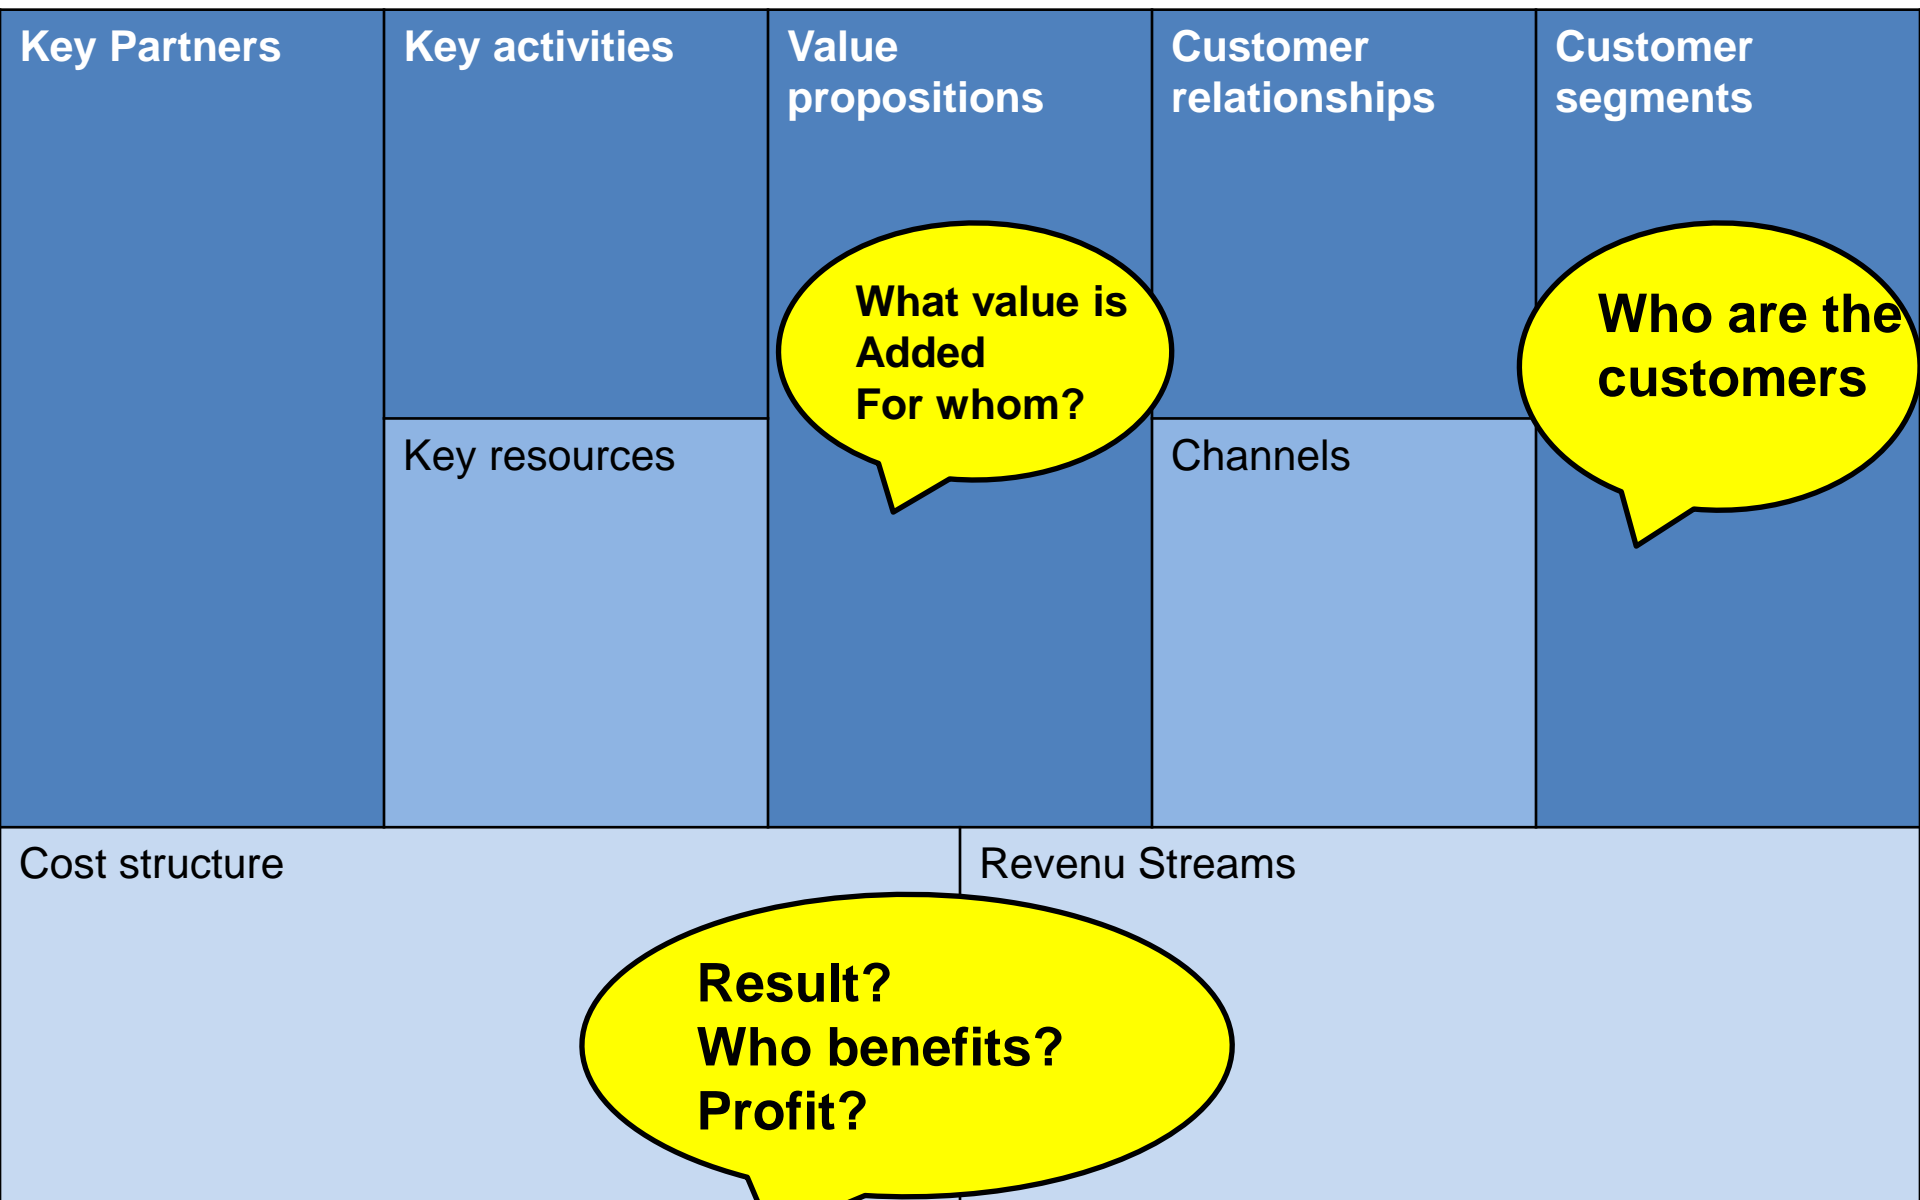 Key Partners
Key activities
Value
propositions
Customer
relationships
Customer
segments
What value is
Added
For whom?
Who are the
customers
Key resources
Channels
Cost structure
Revenu Streams
Result?
Who benefits?
Profit?